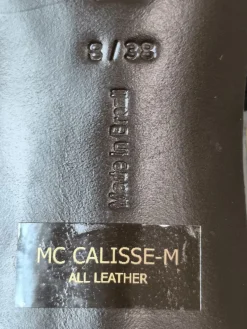 8/38
Made in Brazil
MC CALISSE-M
ALL LEATHER